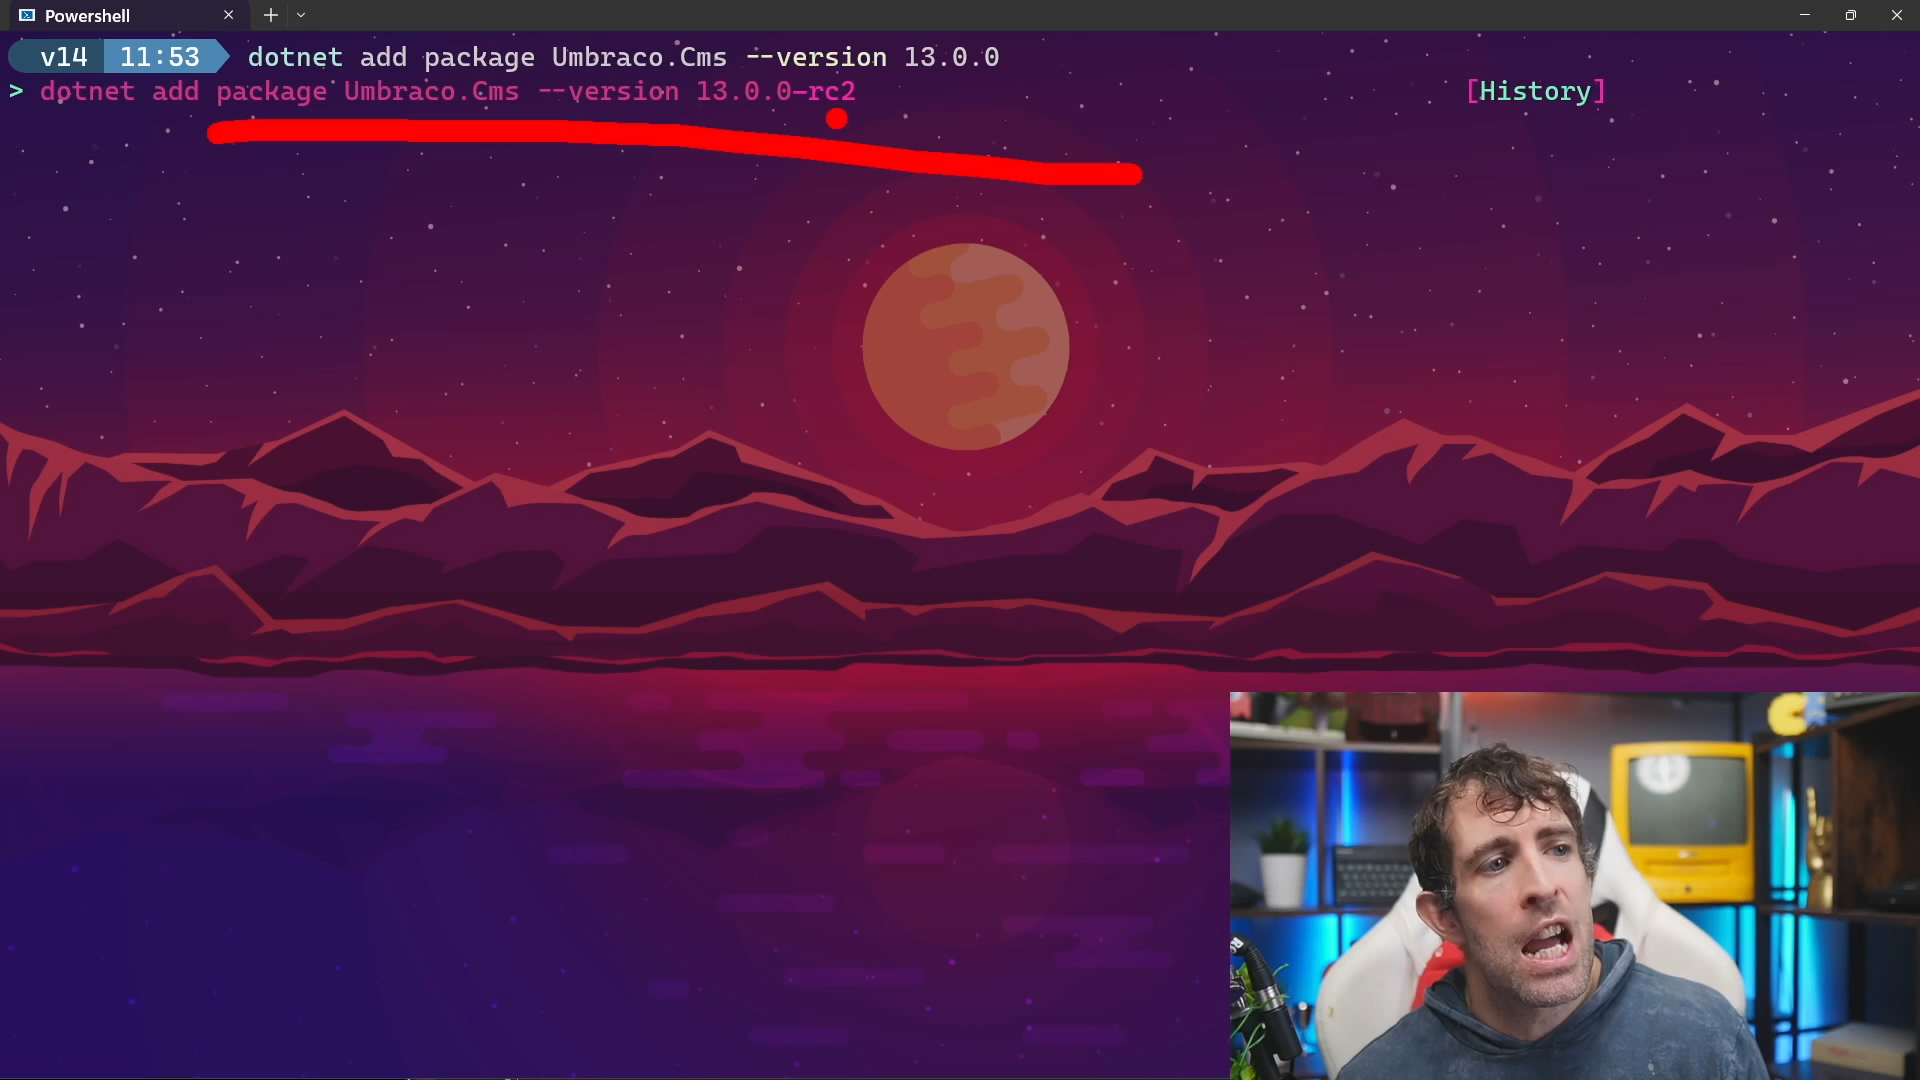 Powershell
v14 11:53 dotnet add package Umbraco.Cms --version 13.0.0
> dotnet add package Umbraco.Cms --version 13.0.0-rc2 [History]